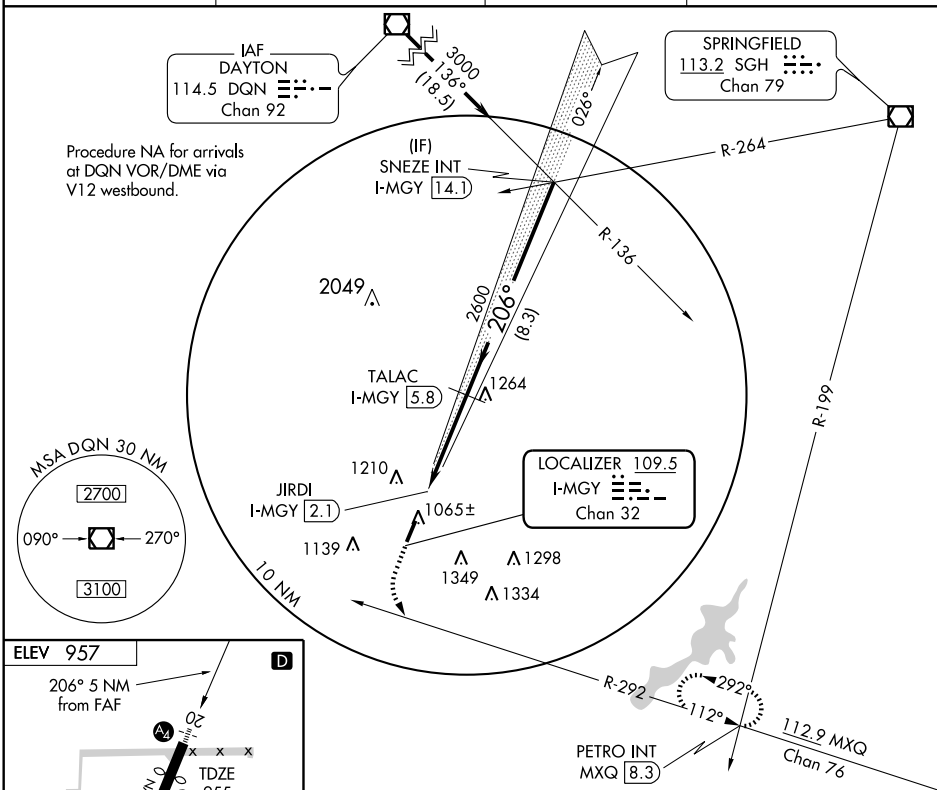 IAF
DAYTON
114.5 DQN
Chan 92
3000
136°
(18.5)
026°
SPRINGFIELD
113.2 SGH
Chan 79
Procedure NA for arrivals
at DQN VOR/DME via
V12 westbound.
(IF)
SNEZE INT
I-MGY 14.1
R-264
R-136
2049
2600
206°
(8.3)
TALAC
I-MGY 5.8
1264
R-199
MSA DQN 30 NM
2700
090°
270°
3100
1210
JIRDI
I-MGY 2.1
1065±
LOCALIZER 109.5
I-MGY
Chan 32
1139
1349
1298
1334
10 NM
R-292
292°
112°
112.9 MXQ
Chan 76
PETRO INT
MXQ 8.3
ELEV 957
D
206° 5 NM
from FAF
A4
20
X X X
TDZE